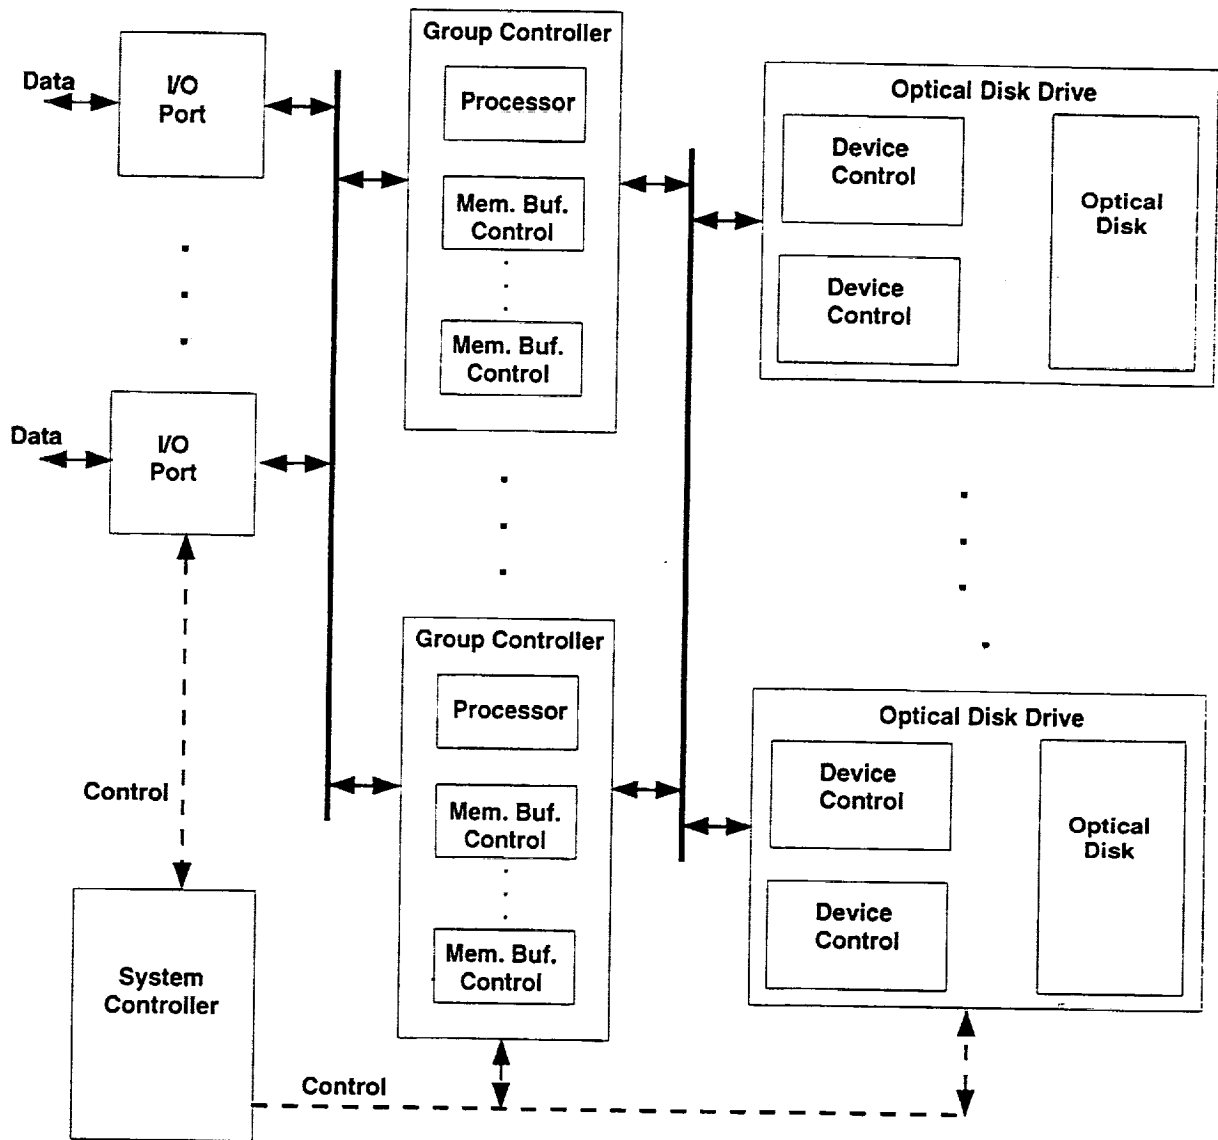 Data
I/O
Port
Group Controller
Processor
Mem. Buf.
Control
Mem. Buf.
Control
Optical Disk Drive
Device
Control
Device
Control
Optical
Disk
Data
I/O
Port
Group Controller
Processor
Mem. Buf.
Control
Mem. Buf.
Control
Optical Disk Drive
Device
Control
Device
Control
Optical
Disk
Control
System
Controller
Control